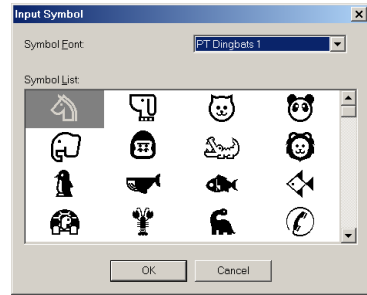 Input Symbol
Symbol Font:
PT Dingbats 1
Symbol List:
OK
Cancel